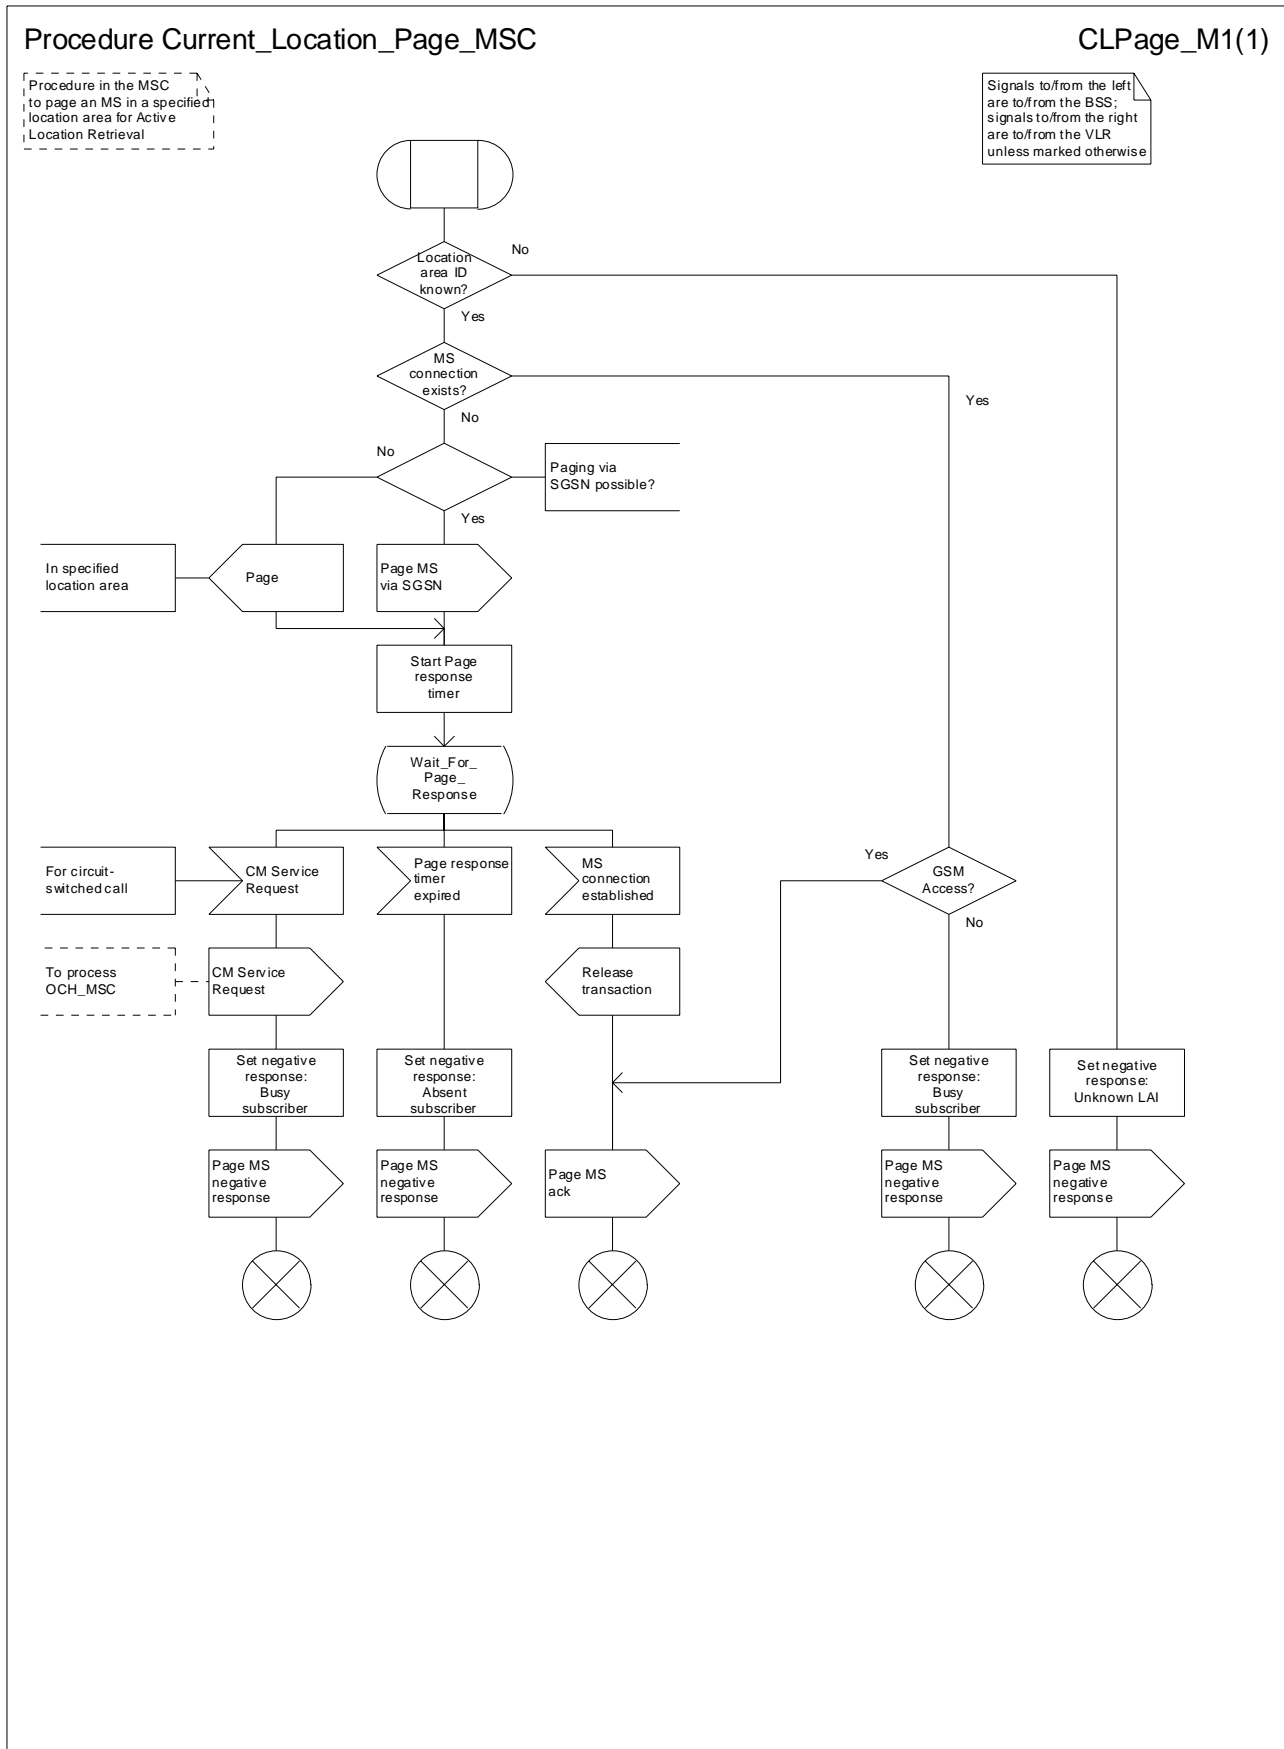 Procedure Current_Location_Page_MSC
CLPage_M1(1)
Procedure in the MSC
to page an MS in a specified
location area for Active
Location Retrieval
Signals to/from the left
are to/from the BSS;
signals to/from the right
are to/from the VLR
unless marked otherwise
Location
area ID
known?
No
Yes
MS
connection
exists?
Yes
No
No
Paging via
SGSN possible?
Yes
In specified
location area
Page
Page MS
via SGSN
Start Page
response
timer
Wait_For_
Page_
Response
For circuit-
switched call
CM Service
Request
Page response
timer
expired
MS
connection
established
Yes
GSM
Access?
No
To process
OCH_MSC
CM Service
Request
Release
transaction
Set negative
response:
Busy
subscriber
Set negative
response:
Absent
subscriber
Set negative
response:
Busy
subscriber
Set negative
response:
Unknown LAI
Page MS
negative
response
Page MS
negative
response
Page MS
ack
Page MS
negative
response
Page MS
negative
response